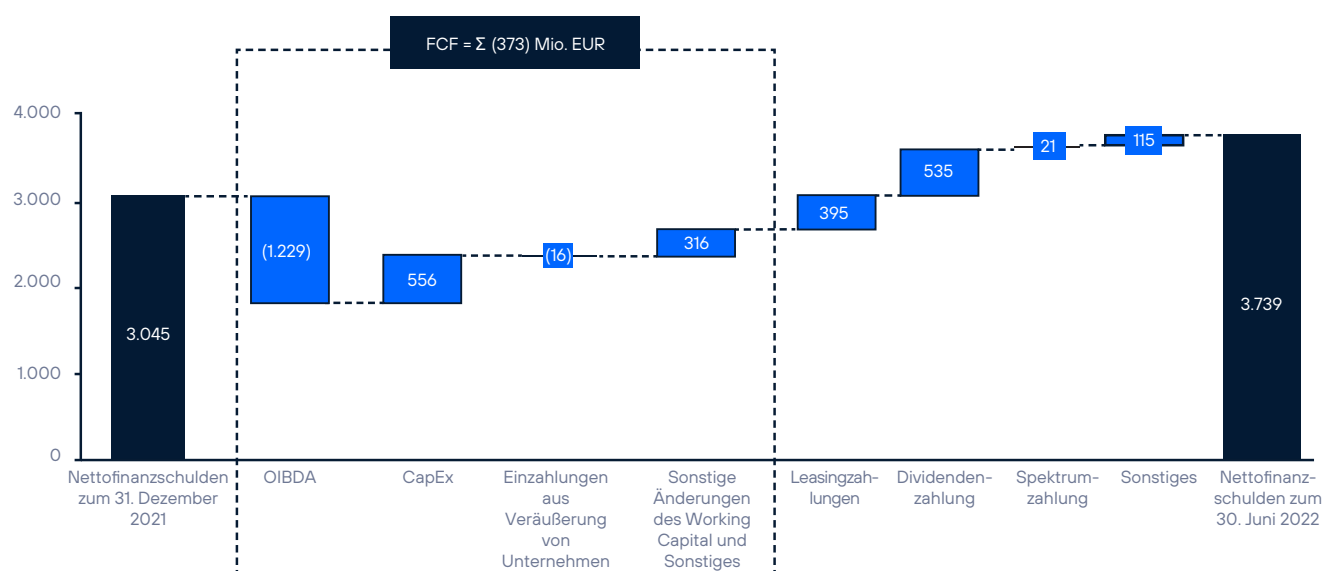 FCF = Σ (373) Mio. EUR
4.000
3.000
2.000
1.000
0
3.045
(1.229)
556
(16)
316
395
535
21
115
3.739
Nettofinanzschulden
zum 31. Dezember
2021
OIBDA
CapEx
Einzahlungen
aus
Veräußerung
von
Unternehmen
Sonstige
Änderungen
des Working
Capital und
Sonstiges
Leasingzah-
lungen
Dividenden-
zahlung
Spektrum-
zahlung
Sonstiges
Nettofinanz-
schulden zum
30. Juni 2022